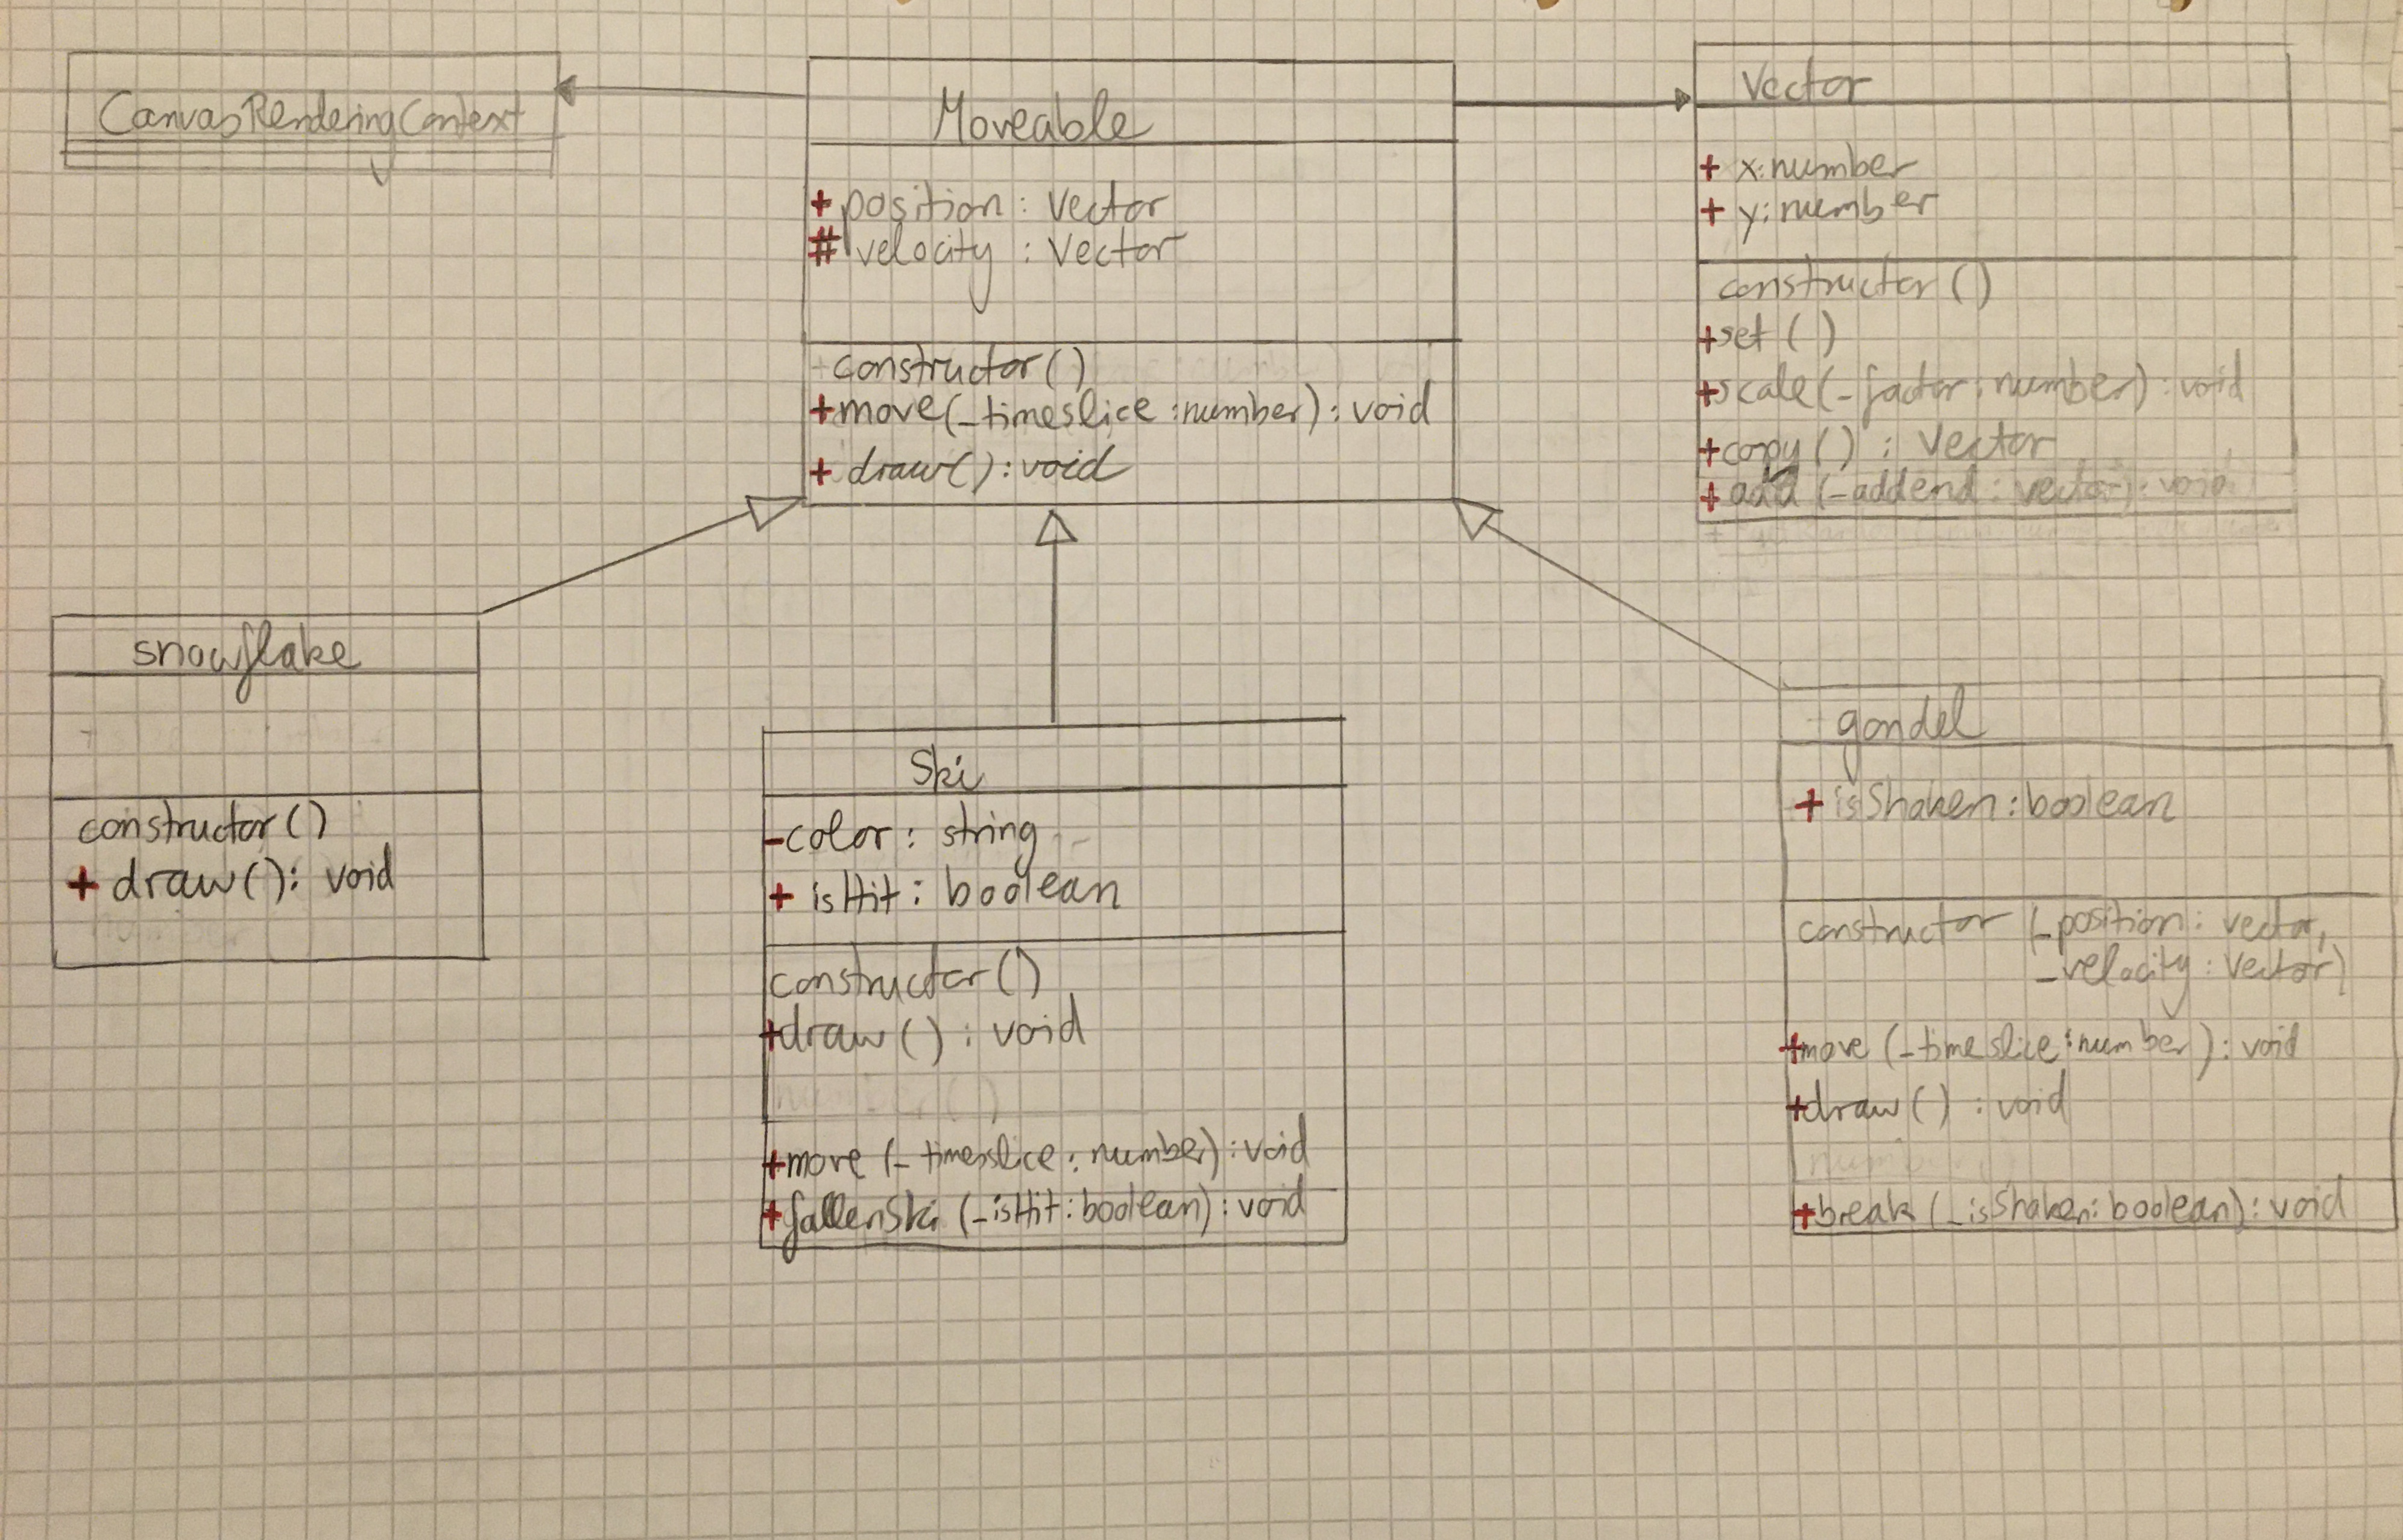 CanvasRenderingContext
Moveable
+ position : Vector
# velocity : Vector
constructor()
+move(_timeslice:number): void
+ draw(): void
Vector
+ x:number
+ y:number
constructor()
+set()
+scale(_factor:number): void
+copy() : Vector
+ add (_addend : vector): void
snowflake
constructor()
+ draw(): void
Ski
-color: string
+ isHit: boolean
constructor()
+draw() : void
number()
+move (_timeslice: number): void
+fallenSki (_isHit:boolean): void
gondel
+ isShaken:boolean
constructor (_position: vector,
_velocity: Vector)
+move (_timeslice:number): void
+draw() : void
+break (_isShaken:boolean): void